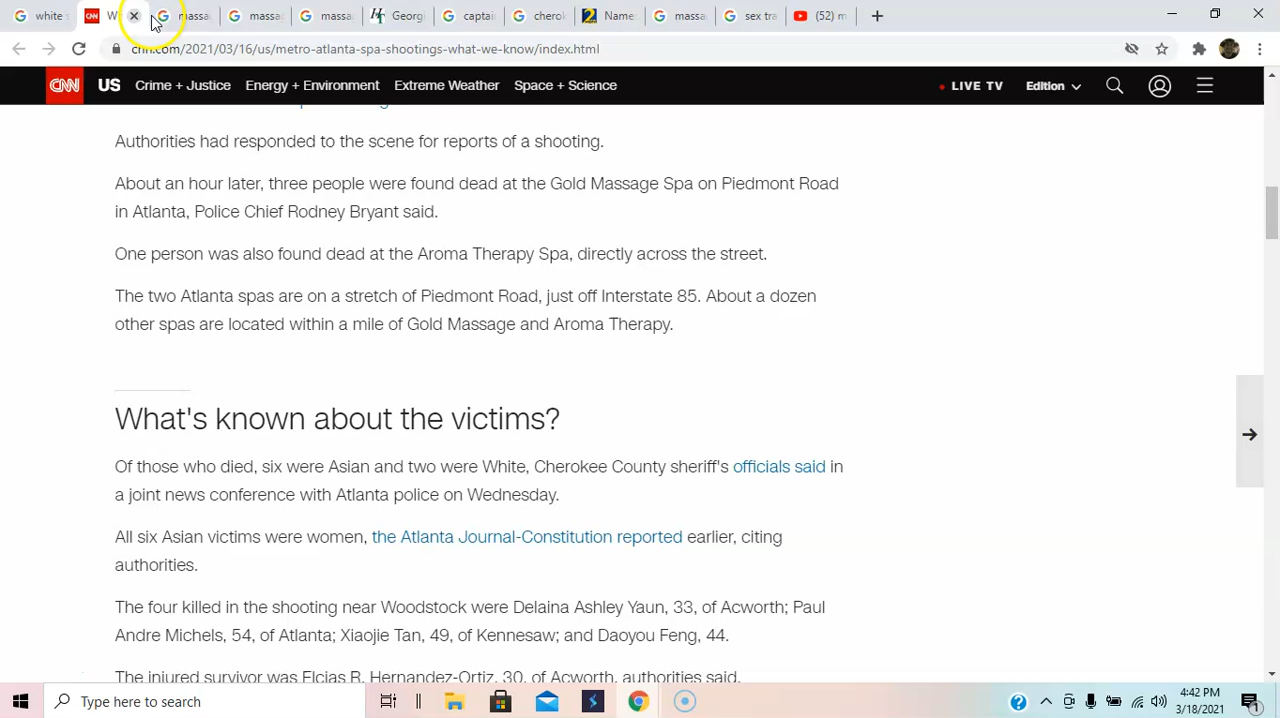 white s
W
massa
massa
massa
Georg
captain
cherok
Name
massa
sex tra
(52) m
cnn.com/2021/03/16/us/metro-atlanta-spa-shootings-what-we-know/index.html
CNN US Crime + Justice Energy + Environment Extreme Weather Space + Science LIVE TV Edition
Authorities had responded to the scene for reports of a shooting.
About an hour later, three people were found dead at the Gold Massage Spa on Piedmont Road
in Atlanta, Police Chief Rodney Bryant said.
One person was also found dead at the Aroma Therapy Spa, directly across the street.
The two Atlanta spas are on a stretch of Piedmont Road, just off Interstate 85. About a dozen
other spas are located within a mile of Gold Massage and Aroma Therapy.
What's known about the victims?
Of those who died, six were Asian and two were White, Cherokee County sheriff's officials said in
a joint news conference with Atlanta police on Wednesday.
All six Asian victims were women, the Atlanta Journal-Constitution reported earlier, citing
authorities.
The four killed in the shooting near Woodstock were Delaina Ashley Yaun, 33, of Acworth; Paul
Andre Michels, 54, of Atlanta; Xiaojie Tan, 49, of Kennesaw; and Daoyou Feng, 44.
The injured survivor was Elcias R. Hernandez-Ortiz, 30, of Acworth, authorities said.
Type here to search
4:42 PM
3/18/2021